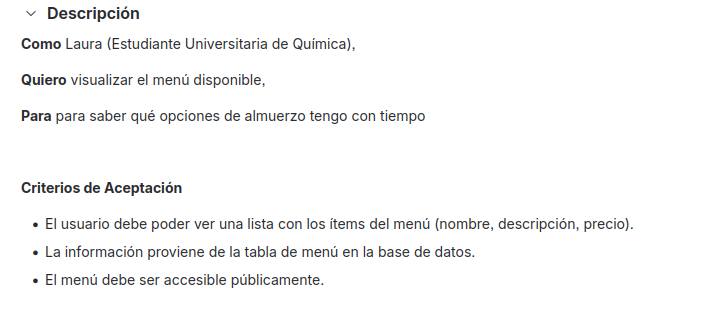 Descripción
Como Laura (Estudiante Universitaria de Química),
Quiero visualizar el menú disponible,
Para para saber qué opciones de almuerzo tengo con tiempo
Criterios de Aceptación
• El usuario debe poder ver una lista con los ítems del menú (nombre, descripción, precio).
• La información proviene de la tabla de menú en la base de datos.
• El menú debe ser accesible públicamente.